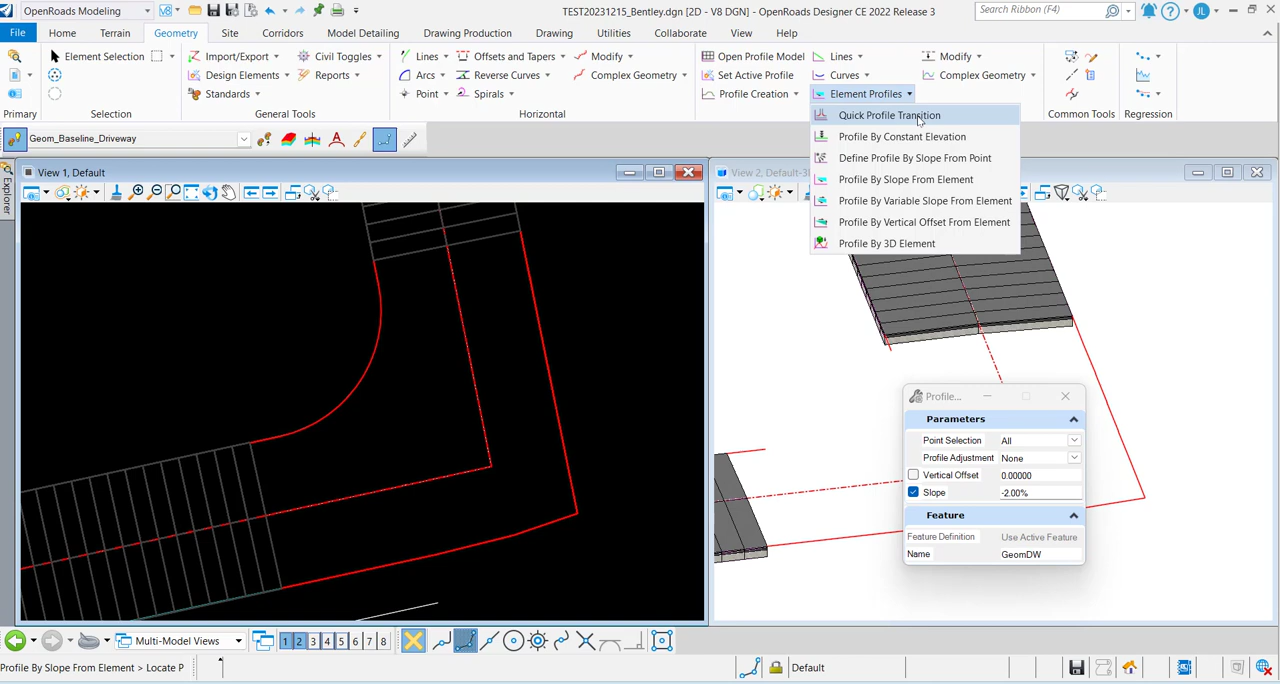 OpenRoads Modeling
TEST20231215_Bentley.dgn [2D - V8 DGN] - OpenRoads Designer CE 2022 Release 3
Search Ribbon (F4)
JL
File Home Terrain Geometry Site Corridors Model Detailing Drawing Production Drawing Utilities Collaborate View Help
Element Selection
Import/Export
Civil Toggles
Lines
Offsets and Tapers
Modify
Open Profile Model
Lines
Modify
Design Elements
Reports
Arcs
Reverse Curves
Complex Geometry
Set Active Profile
Curves
Complex Geometry
Standards
Point
Spirals
Profile Creation
Element Profiles
Primary
Selection
General Tools
Horizontal
Common Tools
Regression
Quick Profile Transition
Profile By Constant Elevation
Define Profile By Slope From Point
Profile By Slope From Element
Profile By Variable Slope From Element
Profile By Vertical Offset From Element
Profile By 3D Element
Geom_Baseline_Driveway
Explorer
View 1, Default
View 2, Default-3
Profile...
Parameters
Point Selection All
Profile Adjustment None
Vertical Offset 0.00000
Slope -2.00%
Feature
Feature Definition Use Active Feature
Name GeomDW
Multi-Model Views
1 2 3 4 5 6 7 8
Profile By Slope From Element > Locate P
Default